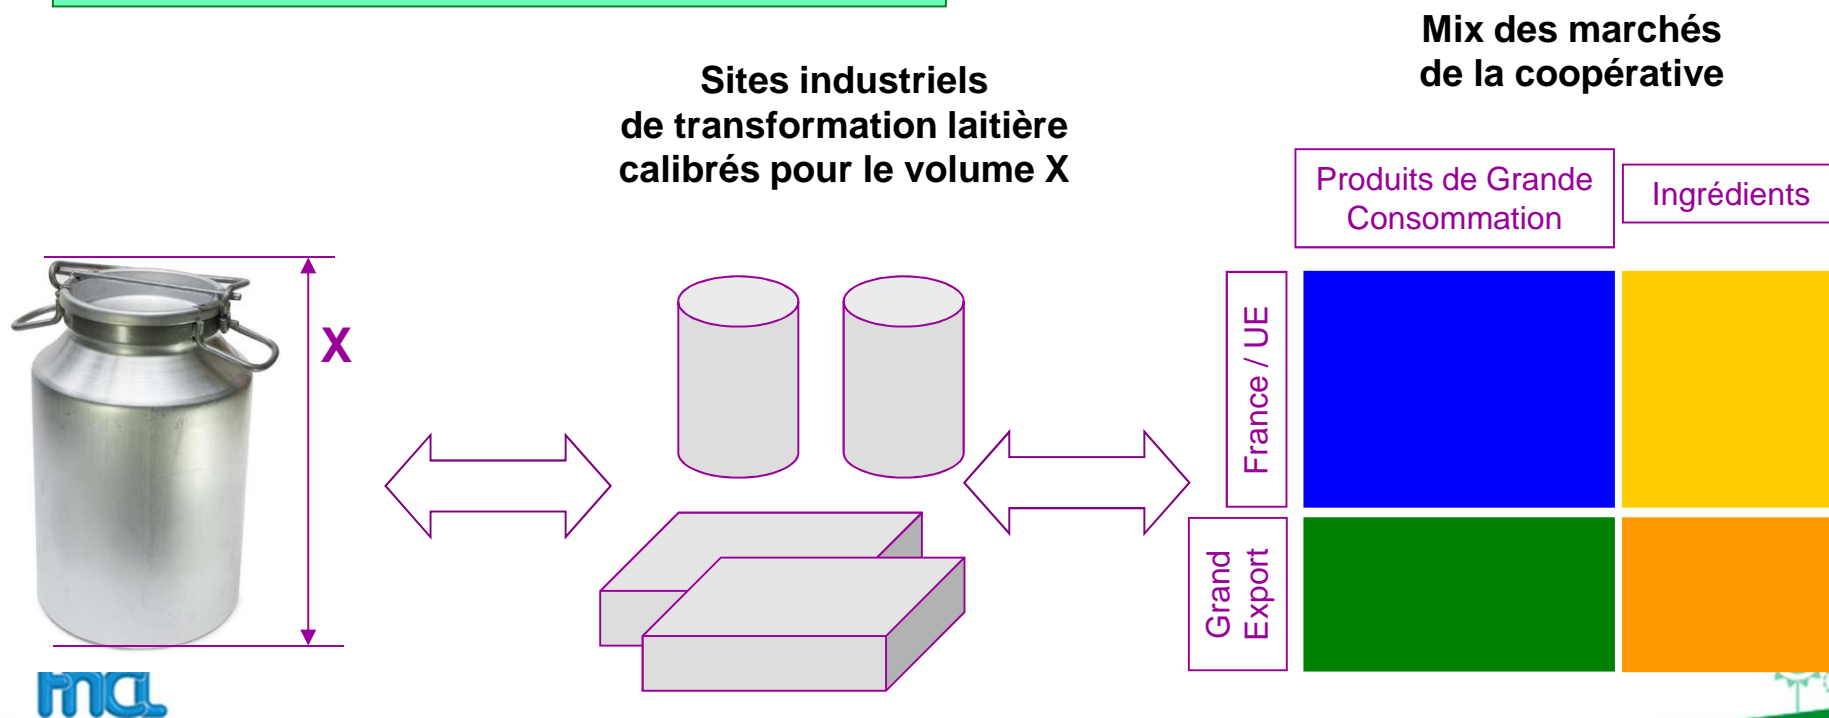 Mix des marchés
de la coopérative
Sites industriels
de transformation laitière
calibrés pour le volume X
Produits de Grande
Consommation
Ingrédients
X
France / UE
Grand
Export
FNCL